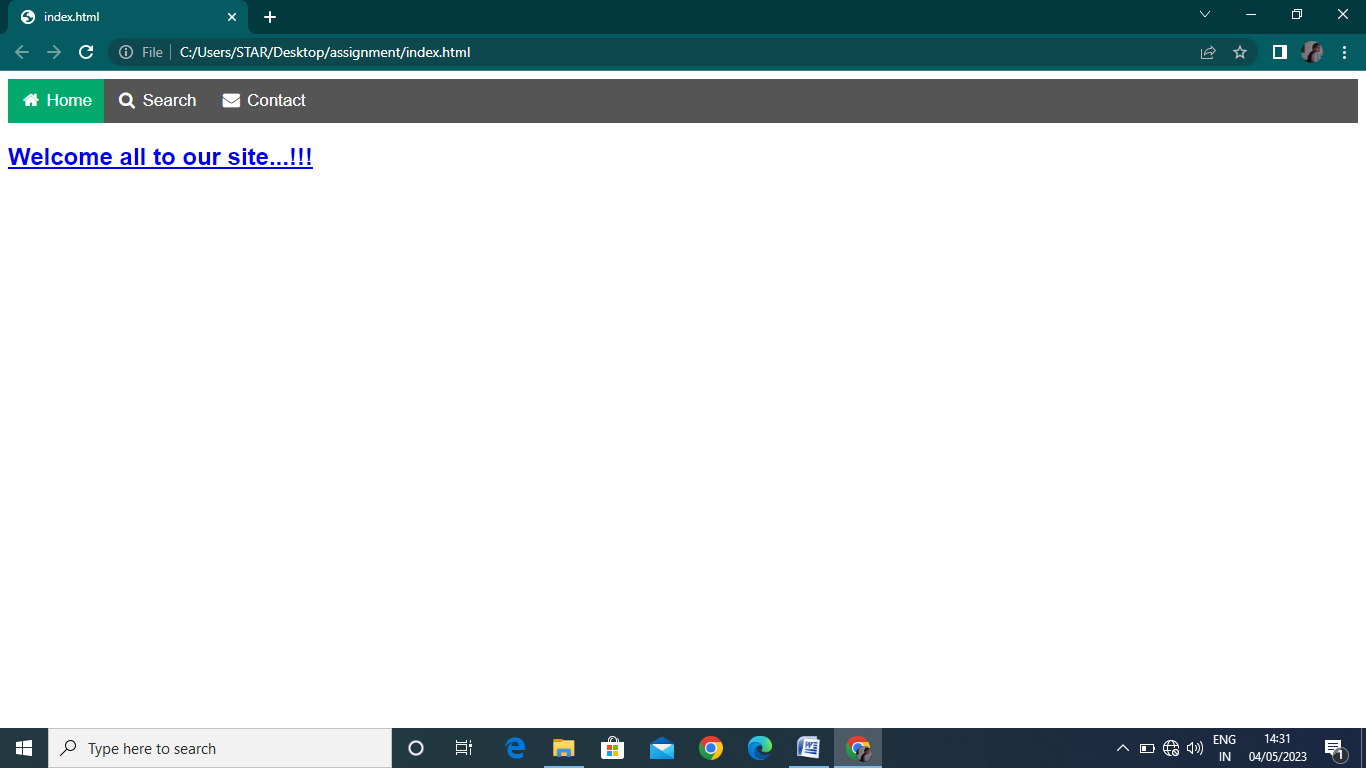 index.html
File C:/Users/STAR/Desktop/assignment/index.html
Home Search Contact
Welcome all to our site...!!!
Type here to search
ENG 14:31
IN 04/05/2023 1